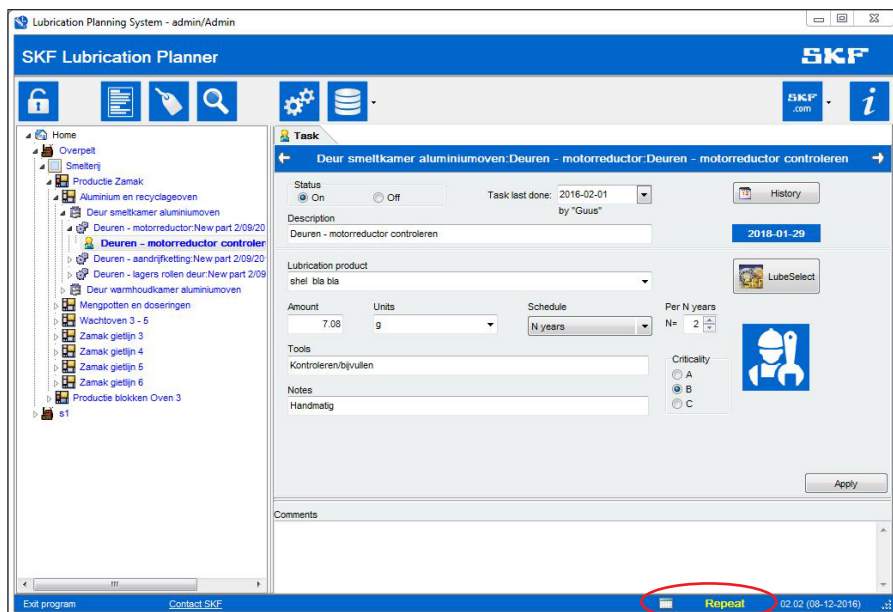 Lubrication Planning System - admin/Admin
SKF Lubrication Planner
SKF
SKF
.com
i
Home
Overpelt
Smelterij
Productie Zamak
Aluminium en recyclageoven
Deur smeltkamer aluminiumoven
Deuren - motorreductor:New part 2/09/20
Deuren - motorreductor controler
Deuren - aandrijfketting:New part 2/09/20
Deuren - lagers rollen deur:New part 2/09
Deur warmhoudkamer aluminiumoven
Mengpotten en doseringen
Wachtoven 3 - 5
Zamak gietlijn 3
Zamak gietlijn 4
Zamak gietlijn 5
Zamak gietlijn 6
Productie blokken Oven 3
s1
Task
Deur smeltkamer aluminiumoven:Deuren - motorreductor:Deuren - motorreductor controleren
Status
On
Off
Task last done:
2016-02-01
by "Guus"
History
Description
Deuren - motorreductor controleren
2018-01-29
Lubrication product
shel bla bla
LubeSelect
Amount
Units
Schedule
Per N years
7.08
g
N years
N=
2
Tools
Kontroleren/bijvullen
Criticality
A
B
C
Notes
Handmatig
Apply
Comments
Exit program
Contact SKF
Repeat
02.02 (08-12-2016)